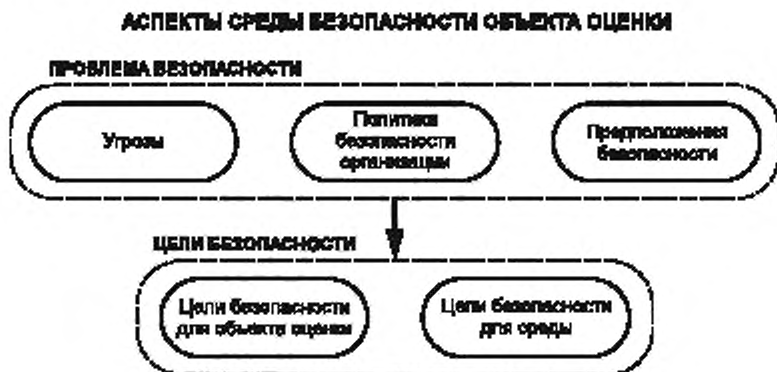 АСПЕКТЫ СРЕДЫ БЕЗОПАСНОСТИ ОБЪЕКТА ОЦЕНКИ
ПРОБЛЕМА БЕЗОПАСНОСТИ
Угрозы
Политика
безопасности
организации
Предположения
безопасности
ЦЕЛИ БЕЗОПАСНОСТИ
Цели безопасности
для объекта оценки
Цели безопасности
для среды